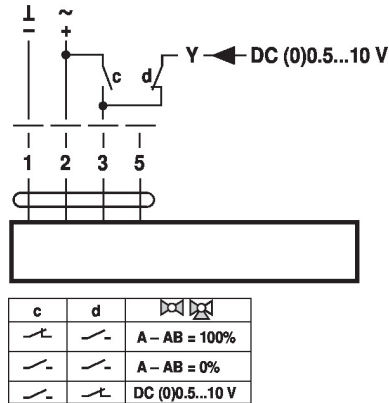 ⊥ ~
– +
c d Y DC (0)0.5...10 V
1 2 3 5
c d
A – AB = 100%
A – AB = 0%
DC (0)0.5...10 V